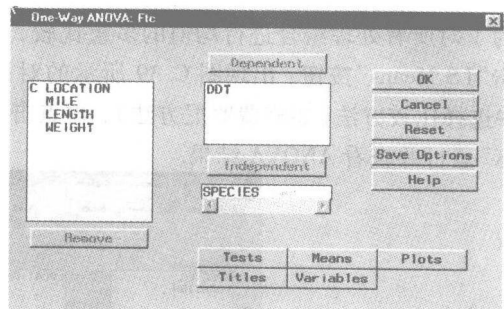 One-Way ANOVA: Ftc
Dependent
C LOCATION
MILE
LENGTH
WEIGHT
DDT
OK
Cancel
Reset
Save Options
Help
Independent
SPECIES
Remove
Tests
Means
Plots
Titles
Variables